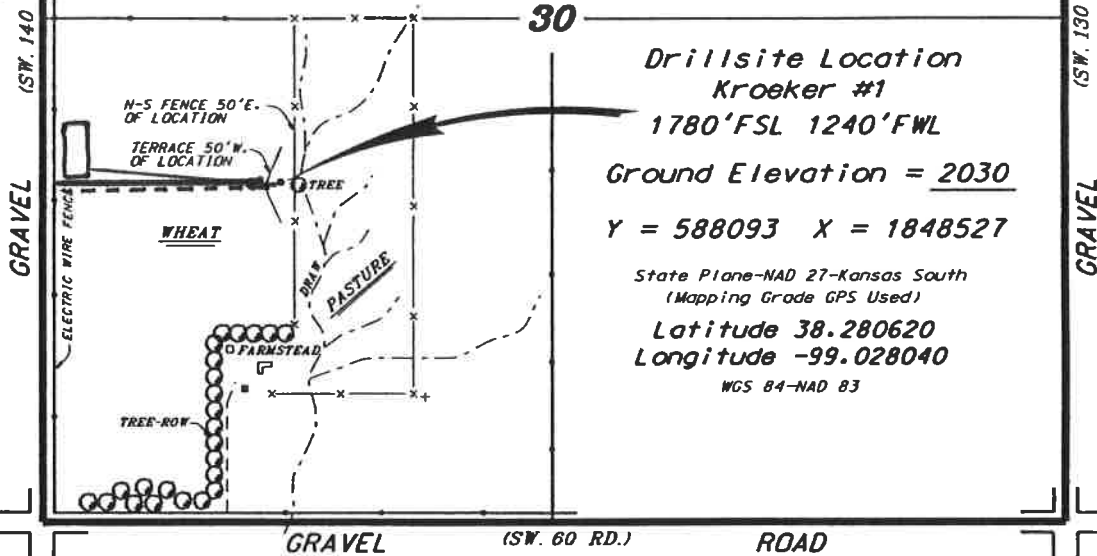 30
(SW. 140
(SW. 130
Drillsite Location
Kroeker #1
1780'FSL 1240'FWL
Ground Elevation = 2030
Y = 588093 X = 1848527
State Plane-NAD 27-Kansas South
(Mapping Grade GPS Used)
Latitude 38.280620
Longitude -99.028040
WGS 84-NAD 83
N-S FENCE 50'E.
OF LOCATION
TERRACE 50'W.
OF LOCATION
TREE
WHEAT
GRAVEL
ELECTRIC WIRE FENCE
DRAW
PASTURE
FARMSTEAD
TREE-ROW
GRAVEL
GRAVEL (SW. 60 RD.) ROAD